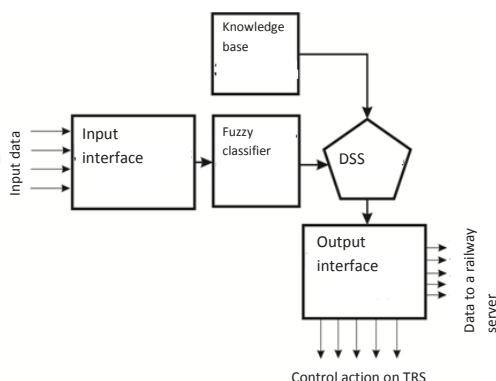 Knowledge
base
Input data
Input
interface
Fuzzy
classifier
DSS
Output
interface
Data to a railway
server
Control action on TRS